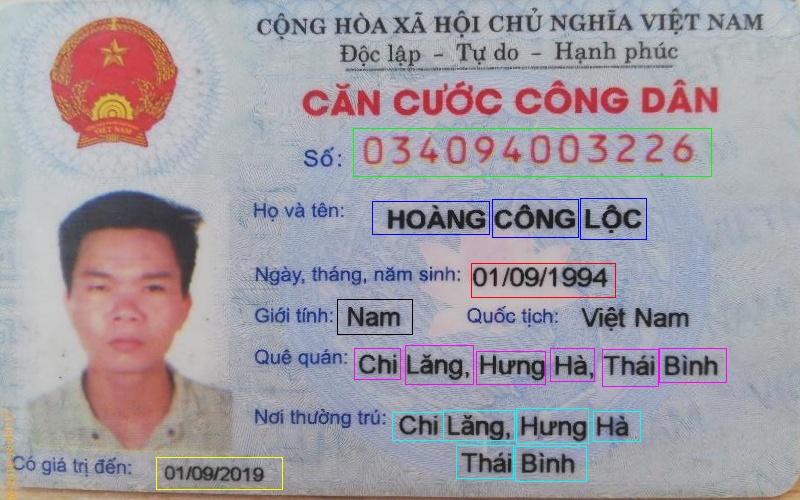 CỘNG HÒA XÃ HỘI CHỦ NGHĨA VIỆT NAM
Độc lập - Tự do - Hạnh phúc
CĂN CƯỚC CÔNG DÂN
Số: 034094003226
Họ và tên: HOÀNG CÔNG LỘC
Ngày, tháng, năm sinh: 01/09/1994
Giới tính: Nam Quốc tịch: Việt Nam
Quê quán: Chi Lăng, Hưng Hà, Thái Bình
Nơi thường trú: Chi Lăng, Hưng Hà
Thái Bình
Có giá trị đến: 01/09/2019
VIỆT NAM